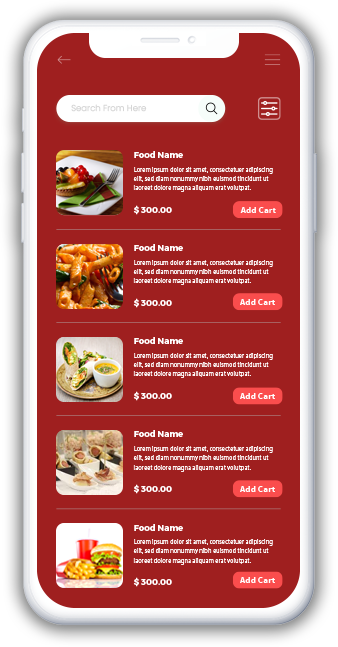 Search From Here
Food Name
Lorem ipsum dolor sit amet, consectetuer adipiscing
elit, sed diam nonummy nibh euismod tincidunt ut
laoreet dolore magna aliquam erat volutpat.
$ 300.00
Add Cart
Food Name
Lorem ipsum dolor sit amet, consectetuer adipiscing
elit, sed diam nonummy nibh euismod tincidunt ut
laoreet dolore magna aliquam erat volutpat.
$ 300.00
Add Cart
Food Name
Lorem ipsum dolor sit amet, consectetuer adipiscing
elit, sed diam nonummy nibh euismod tincidunt ut
laoreet dolore magna aliquam erat volutpat.
$ 300.00
Add Cart
Food Name
Lorem ipsum dolor sit amet, consectetuer adipiscing
elit, sed diam nonummy nibh euismod tincidunt ut
laoreet dolore magna aliquam erat volutpat.
$ 300.00
Add Cart
Food Name
Lorem ipsum dolor sit amet, consectetuer adipiscing
elit, sed diam nonummy nibh euismod tincidunt ut
laoreet dolore magna aliquam erat volutpat.
$ 300.00
Add Cart